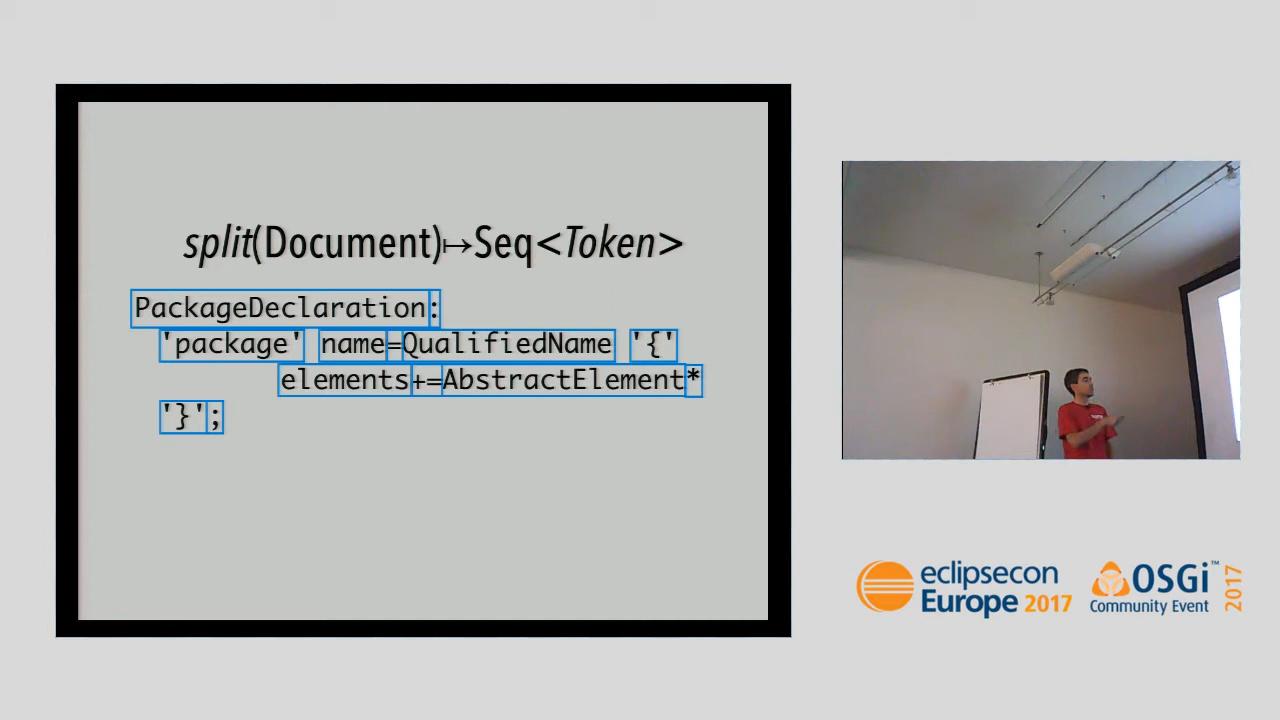 split(Document)↦Seq<Token>
PackageDeclaration:
'package' name=QualifiedName '{'
elements+=AbstractElement*
'}';
eclipsecon
Europe 2017
OSGi™
Community Event
2017